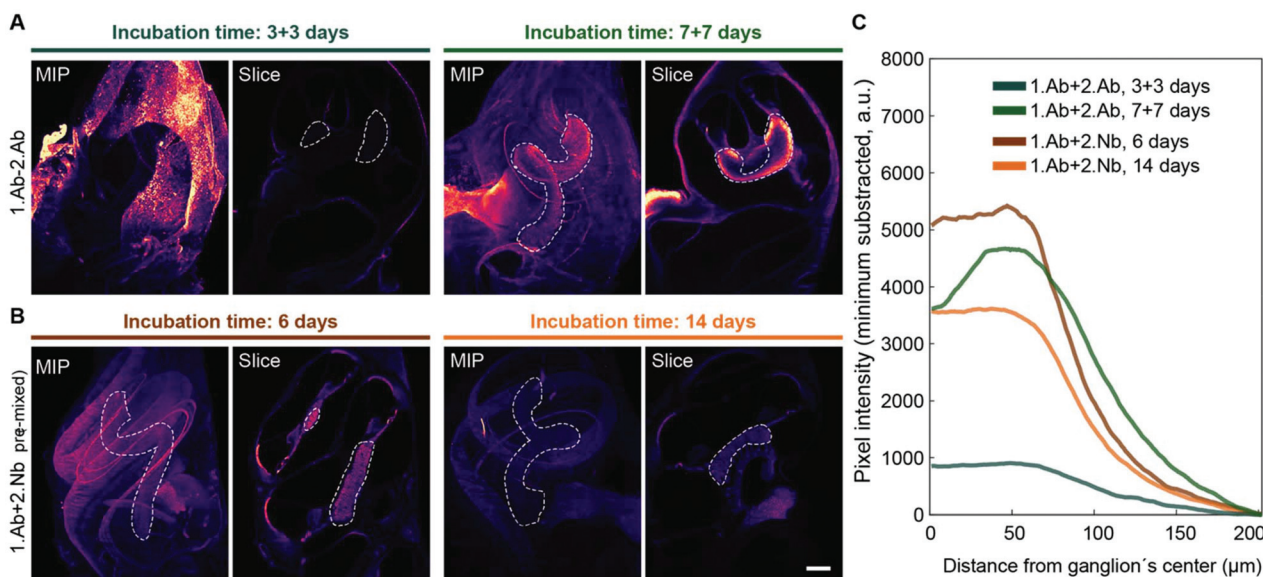 A
Incubation time: 3+3 days
Incubation time: 7+7 days
MIP
Slice
MIP
Slice
1.Ab-2.Ab
B
Incubation time: 6 days
Incubation time: 14 days
MIP
Slice
MIP
Slice
1.Ab+2.Nb pre-mixed)
C
8000
7000
6000
5000
4000
3000
2000
1000
0
Pixel intensity (minimum substracted, a.u.)
1.Ab+2.Ab, 3+3 days
1.Ab+2.Ab, 7+7 days
1.Ab+2.Nb, 6 days
1.Ab+2.Nb, 14 days
0
50
100
150
200
Distance from ganglion´s center (µm)